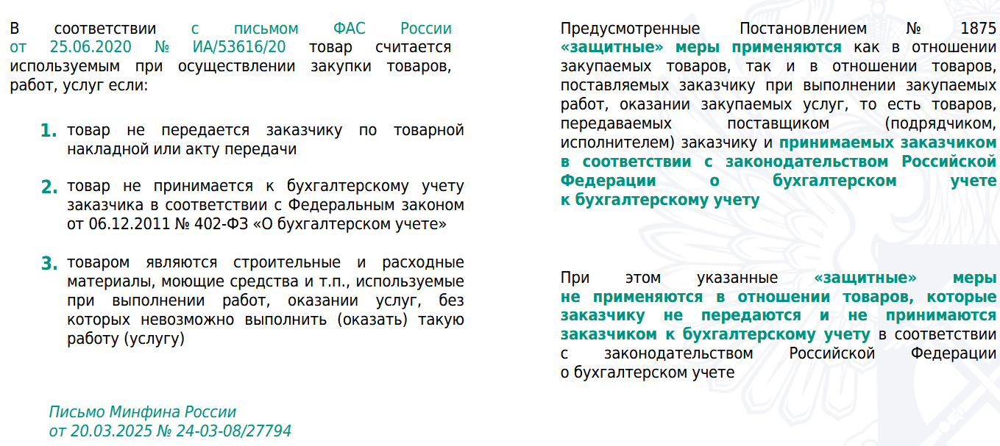 В соответствии с письмом ФАС России
от 25.06.2020 № ИА/53616/20 товар считается
используемым при осуществлении закупки товаров,
работ, услуг если:
1. товар не передается заказчику по товарной
накладной или акту передачи
2. товар не принимается к бухгалтерскому учету
заказчика в соответствии с Федеральным законом
от 06.12.2011 № 402-ФЗ «О бухгалтерском учете»
3. товаром являются строительные и расходные
материалы, моющие средства и т.п., используемые
при выполнении работ, оказании услуг, без
которых невозможно выполнить (оказать) такую
работу (услугу)
Письмо Минфина России
от 20.03.2025 № 24-03-08/27794
Предусмотренные Постановлением № 1875
«защитные» меры применяются как в отношении
закупаемых товаров, так и в отношении товаров,
поставляемых заказчику при выполнении закупаемых
работ, оказании закупаемых услуг, то есть товаров,
передаваемых поставщиком (подрядчиком,
исполнителем) заказчику и принимаемых заказчиком
в соответствии с законодательством Российской
Федерации о бухгалтерском учете
к бухгалтерскому учету
При этом указанные «защитные» меры
не применяются в отношении товаров, которые
заказчику не передаются и не принимаются
заказчиком к бухгалтерскому учету в соответствии
с законодательством Российской Федерации
о бухгалтерском учете